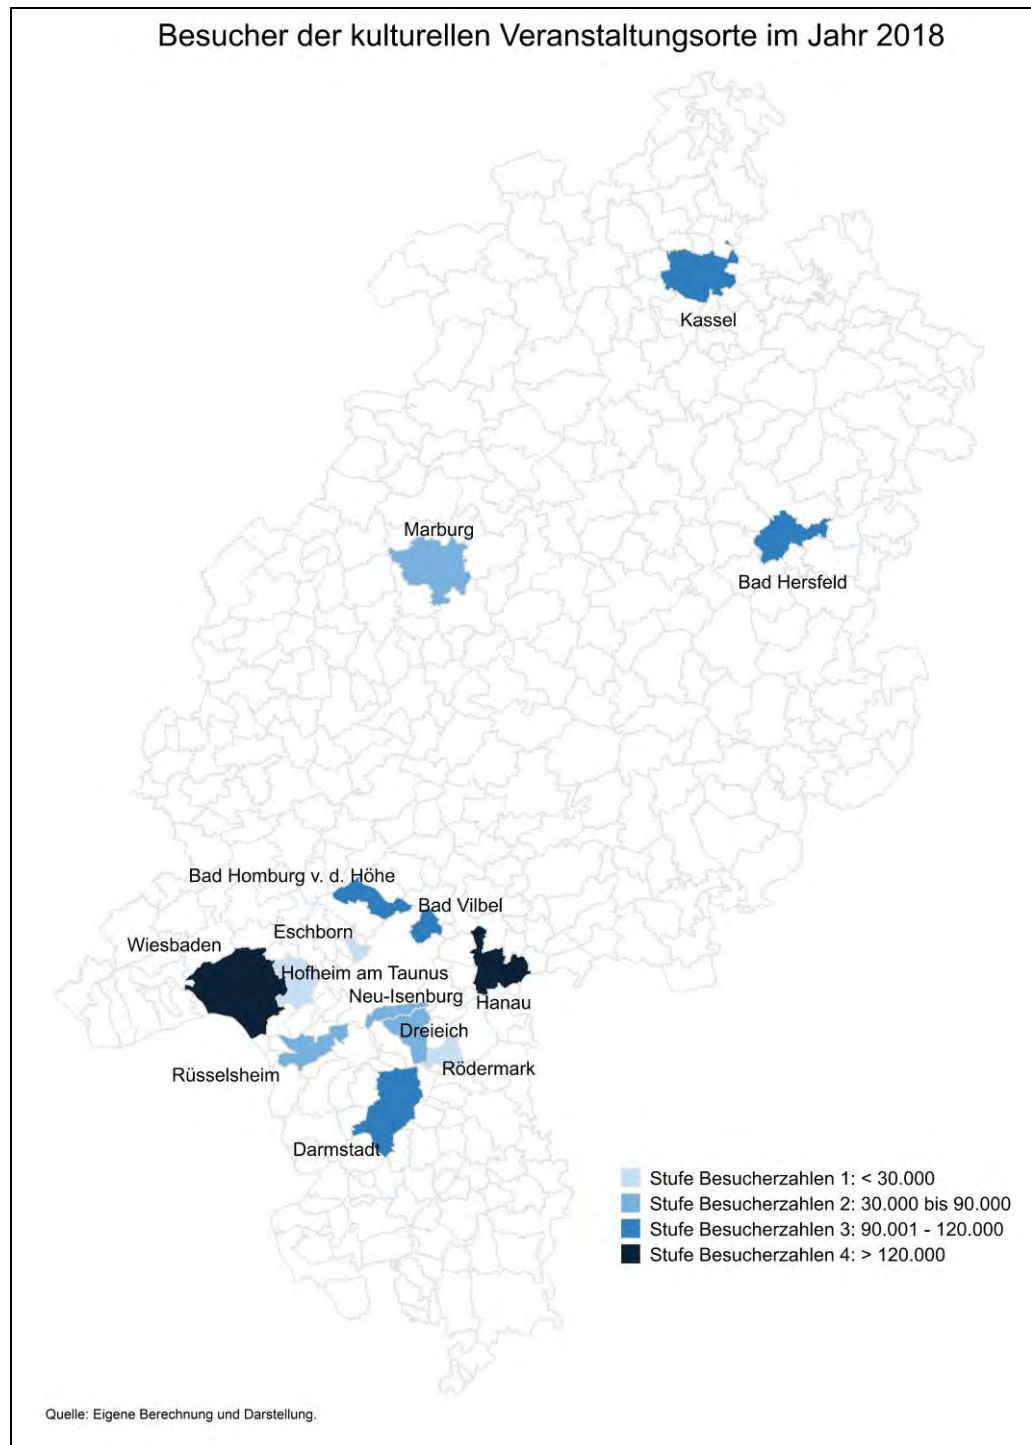 Besucher der kulturellen Veranstaltungsorte im Jahr 2018
Kassel
Marburg
Bad Hersfeld
Bad Homburg v. d. Höhe
Bad Vilbel
Eschborn
Wiesbaden
Hofheim am Taunus
Neu-Isenburg
Hanau
Dreieich
Rödermark
Rüsselsheim
Darmstadt
Stufe Besucherzahlen 1: < 30.000
Stufe Besucherzahlen 2: 30.000 bis 90.000
Stufe Besucherzahlen 3: 90.001 - 120.000
Stufe Besucherzahlen 4: > 120.000
Quelle: Eigene Berechnung und Darstellung.